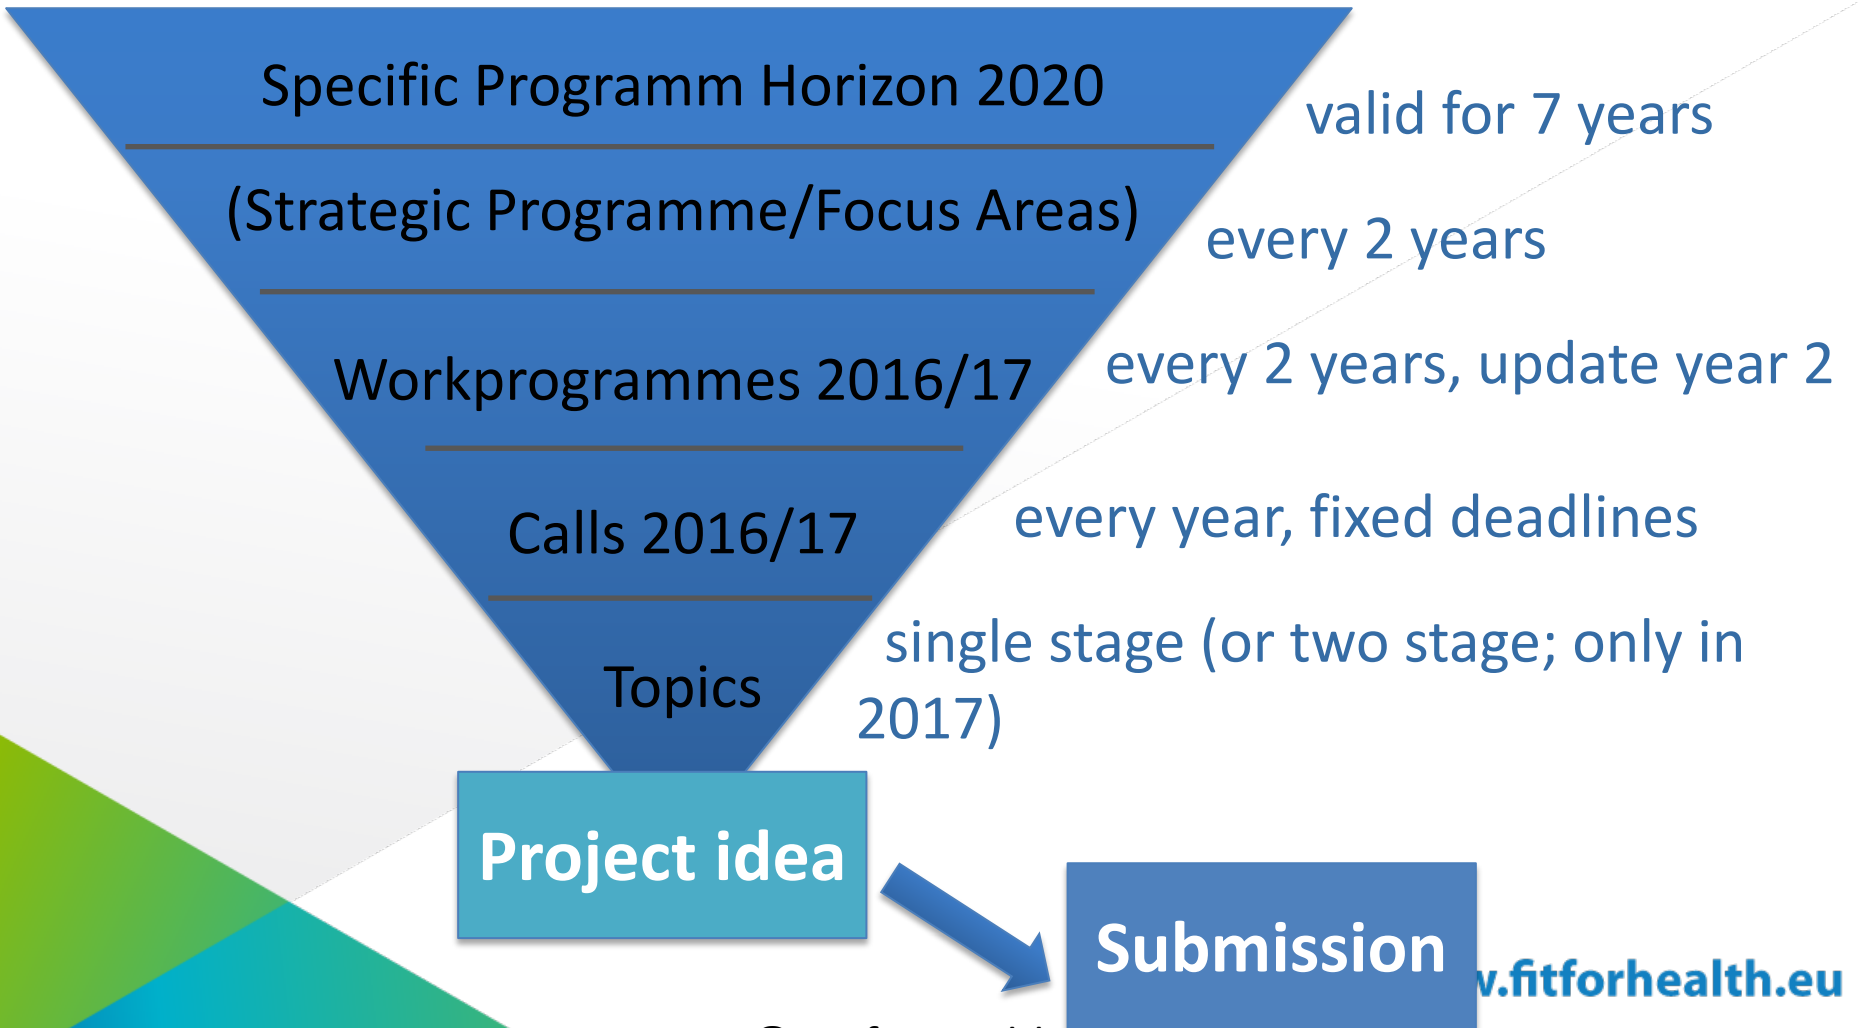 Specific Programm Horizon 2020
valid for 7 years
(Strategic Programme/Focus Areas)
every 2 years
Workprogrammes 2016/17
every 2 years, update year 2
Calls 2016/17
every year, fixed deadlines
Topics
single stage (or two stage; only in
2017)
Project idea
Submission
.fitforhealth.eu